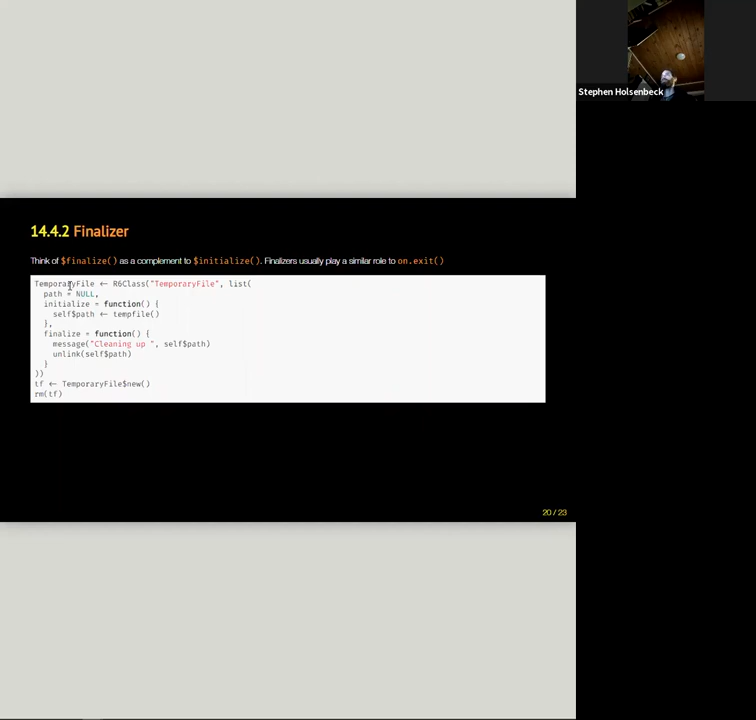 Stephen Holsenbeck
14.4.2 Finalizer
Think of $finalize() as a complement to $initialize(). Finalizers usually play a similar role to on.exit()
TemporaryFile <- R6Class("TemporaryFile", list(
path = NULL,
initialize = function() {
self$path <- tempfile()
},
finalize = function() {
message("Cleaning up ", self$path)
unlink(self$path)
}
))
tf <- TemporaryFile$new()
rm(tf)
20 / 23